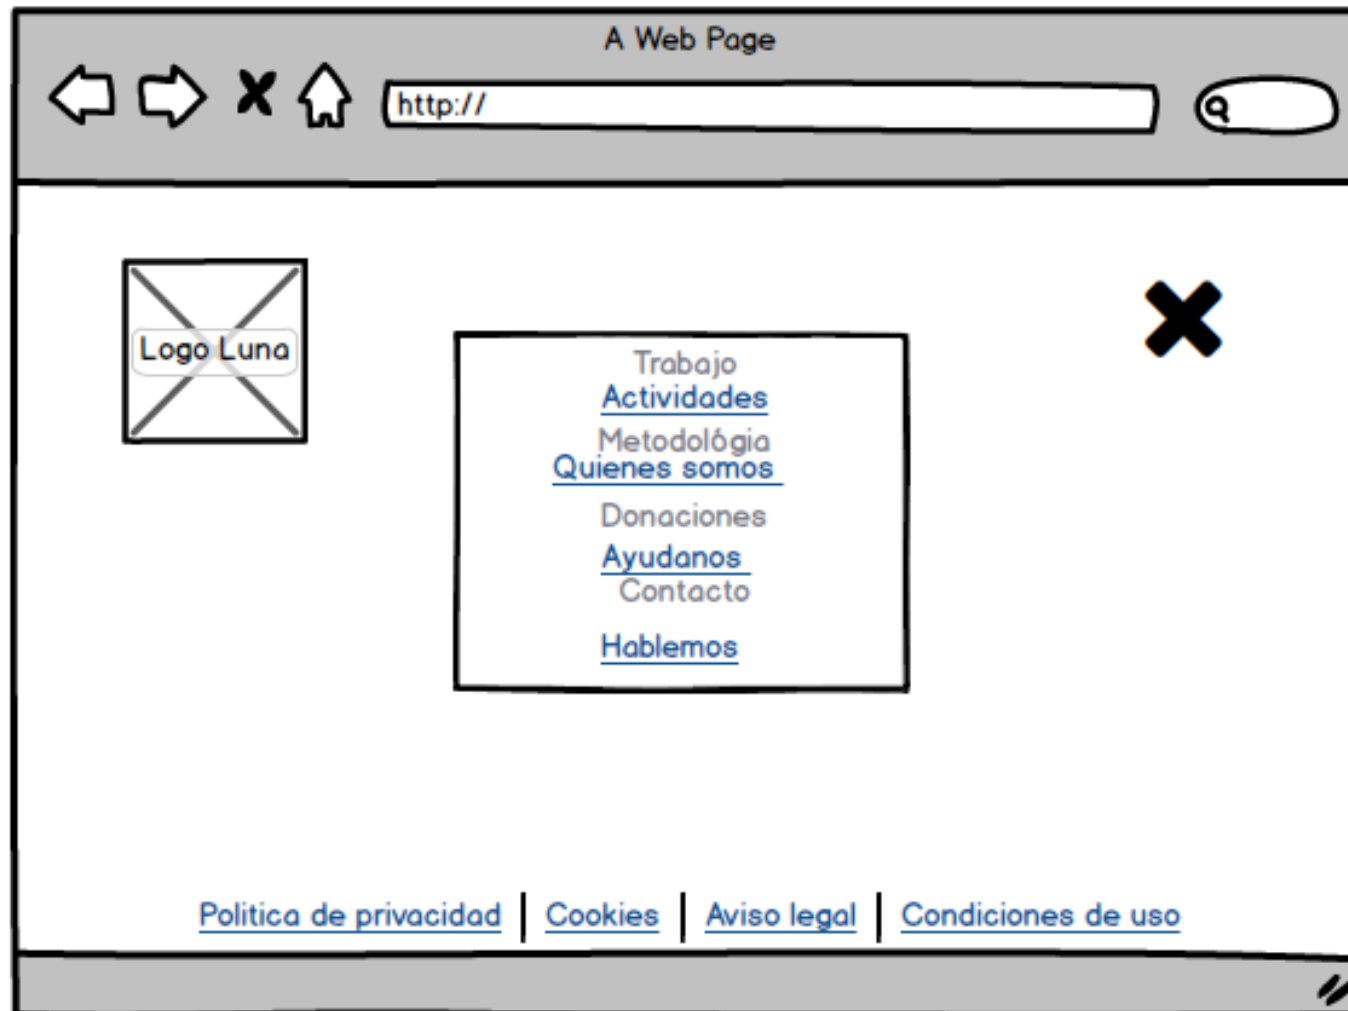 A Web Page
http://
Logo Luna
Trabajo
Actividades
Metodológia
Quienes somos
Donaciones
Ayudanos
Contacto
Hablemos
Politica de privacidad | Cookies | Aviso legal | Condiciones de uso